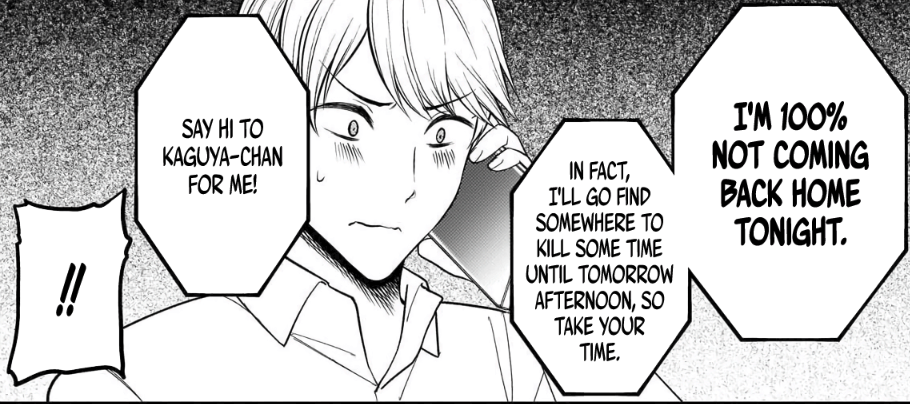 I'M 100%
NOT COMING
BACK HOME
TONIGHT.
IN FACT,
I'LL GO FIND
SOMEWHERE TO
KILL SOME TIME
UNTIL TOMORROW
AFTERNOON, SO
TAKE YOUR
TIME.
SAY HI TO
KAGUYA-CHAN
FOR ME!
!!